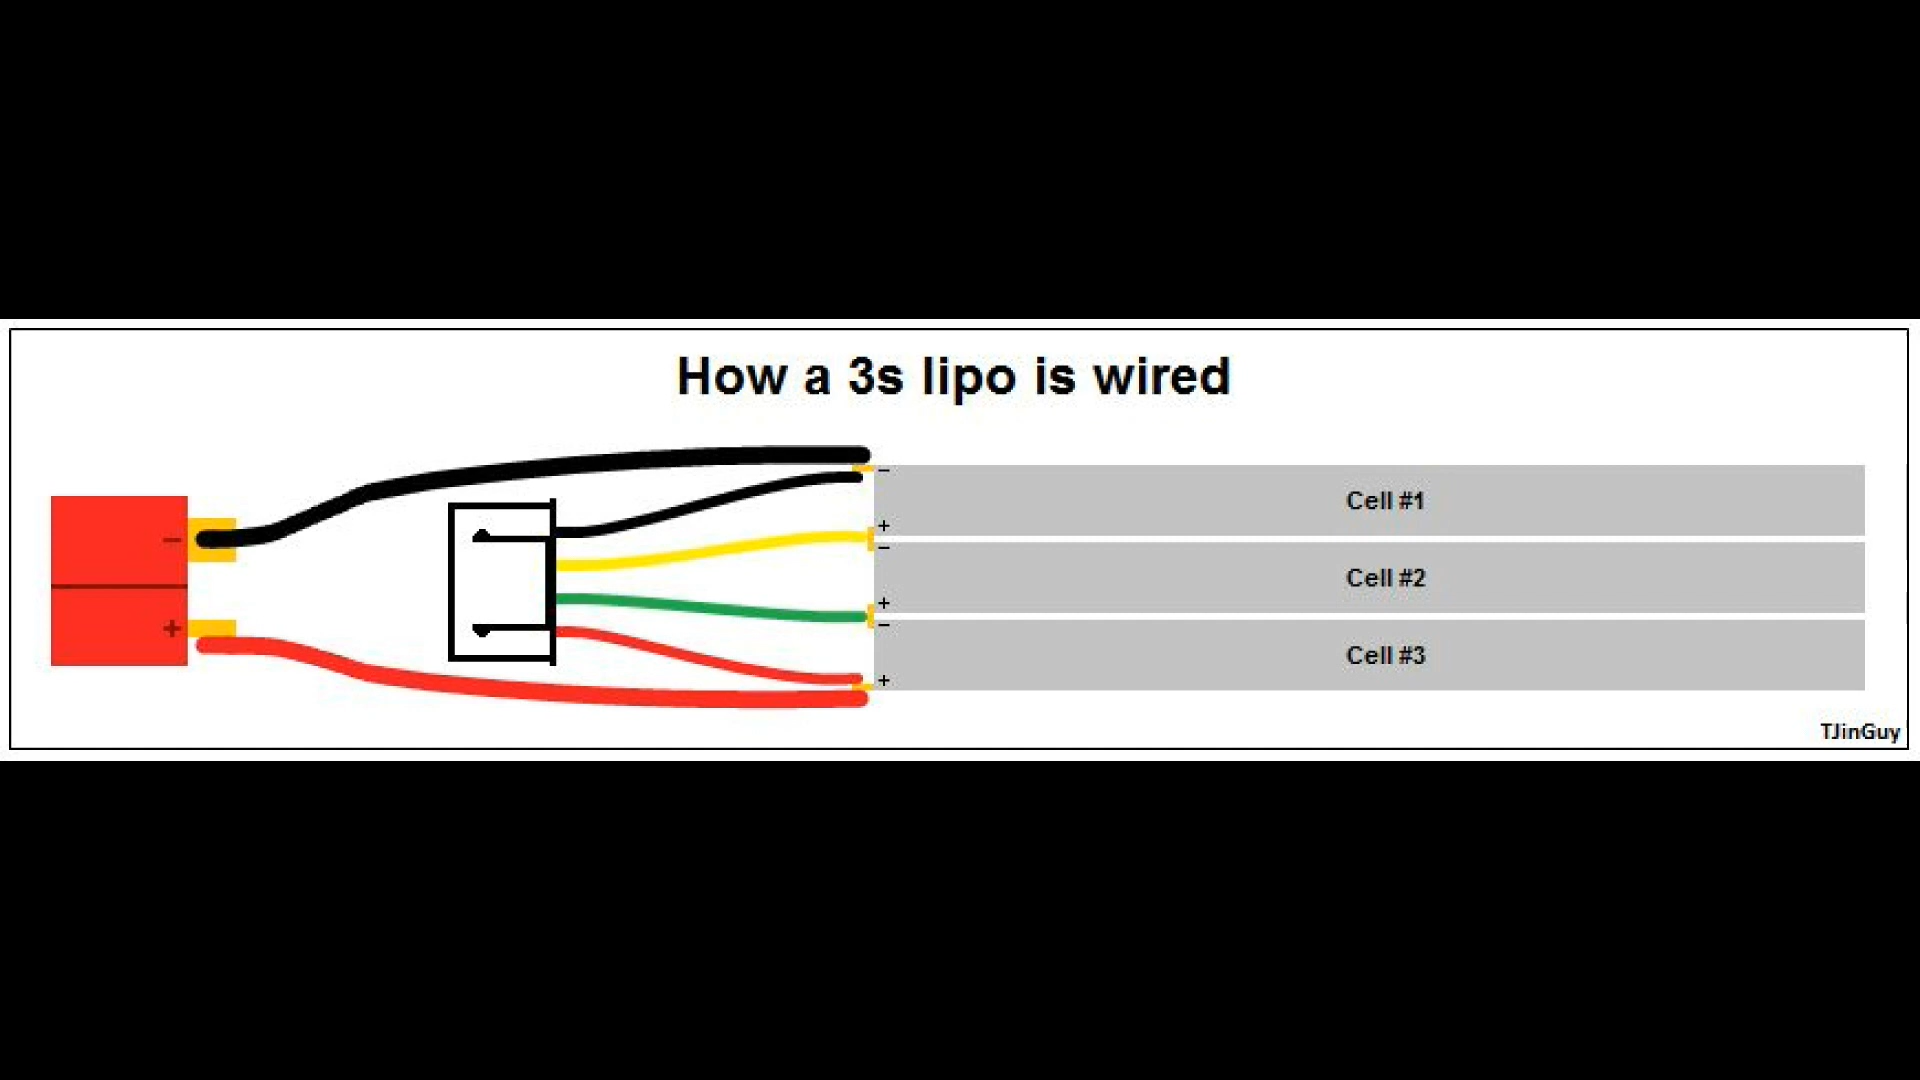 How a 3s lipo is wired
−
Cell #1
+
−
−
Cell #2
+
−
+
Cell #3
+
TJinGuy